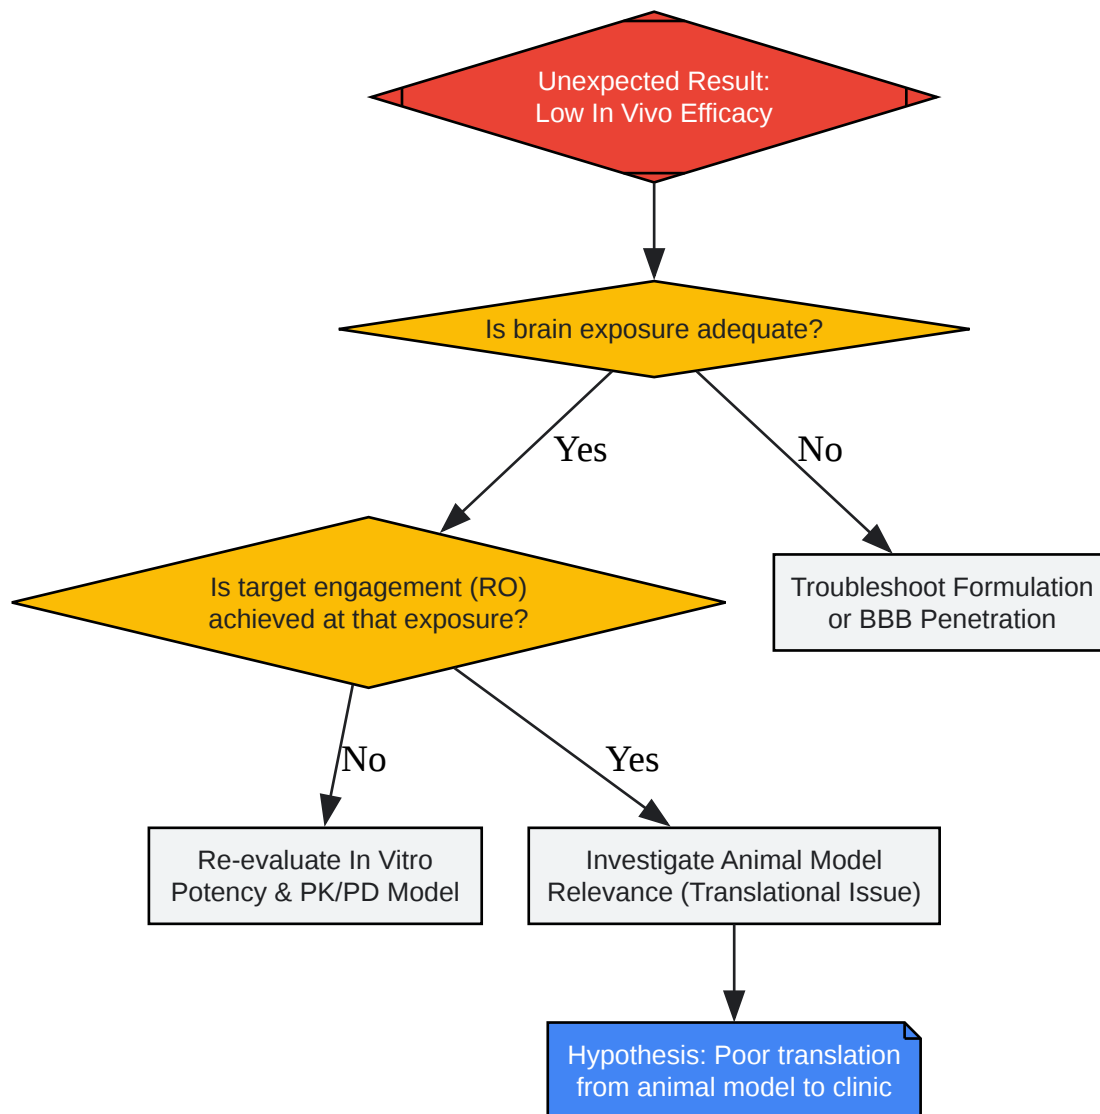 Unexpected Result:
Low In Vivo Efficacy
Is brain exposure adequate?
Yes
No
Is target engagement (RO)
achieved at that exposure?
Troubleshoot Formulation
or BBB Penetration
No
Yes
Re-evaluate In Vitro
Potency & PK/PD Model
Investigate Animal Model
Relevance (Translational Issue)
Hypothesis: Poor translation
from animal model to clinic